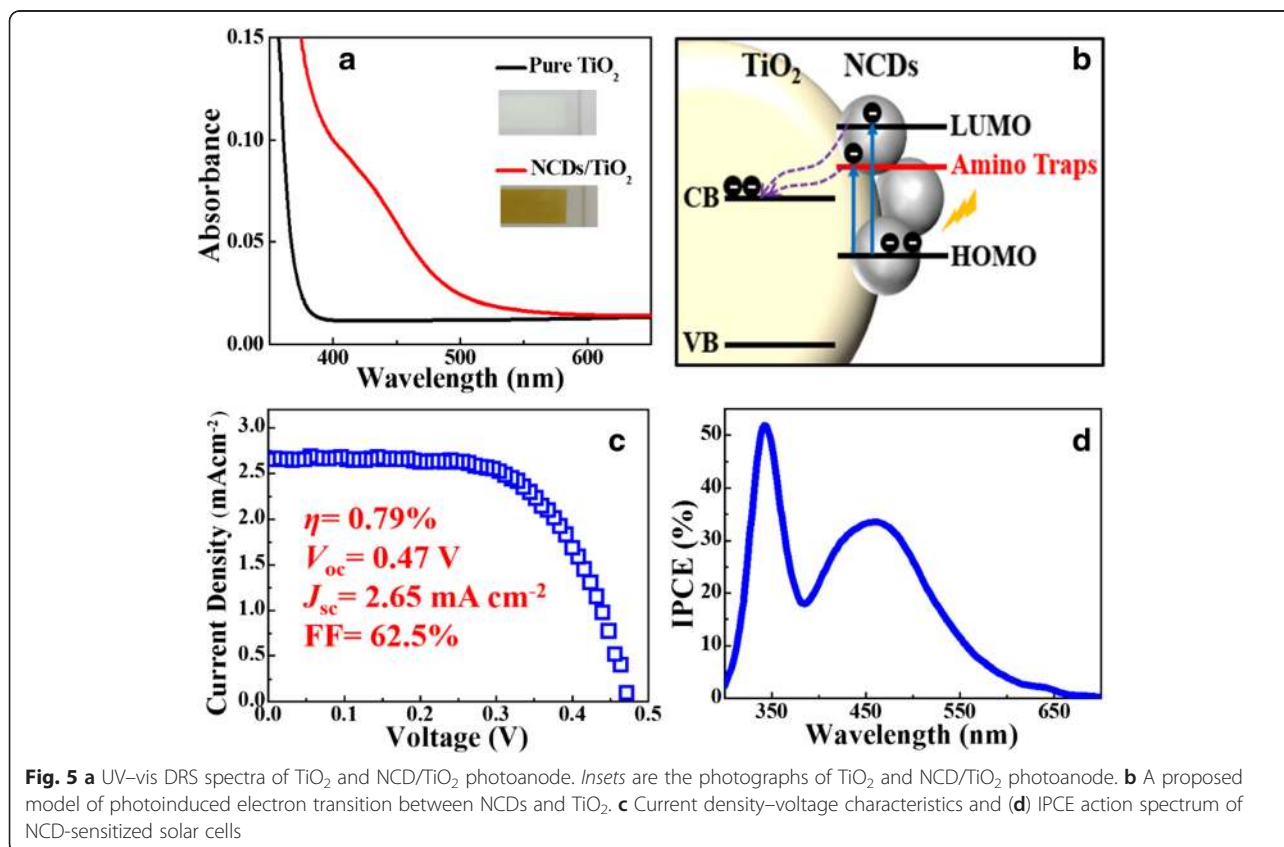 a
0.15
0.10
0.05
0.00
Absorbance
400 500 600
Wavelength (nm)
Pure TiO₂
NCDs/TiO₂
b
TiO₂ NCDs
LUMO
Amino Traps
CB
HOMO
VB
c
3.0
2.5
2.0
1.5
1.0
0.5
0.0
Current Density (mAcm⁻²)
η= 0.79%
Voc= 0.47 V
Jsc= 2.65 mA cm⁻²
FF= 62.5%
0.0 0.1 0.2 0.3 0.4 0.5
Voltage (V)
d
50
40
30
20
10
0
IPCE (%)
350 450 550 650
Wavelength (nm)
Fig. 5 a UV–vis DRS spectra of TiO₂ and NCD/TiO₂ photoanode. Insets are the photographs of TiO₂ and NCD/TiO₂ photoanode. b A proposed
model of photoinduced electron transition between NCDs and TiO₂. c Current density–voltage characteristics and (d) IPCE action spectrum of
NCD-sensitized solar cells